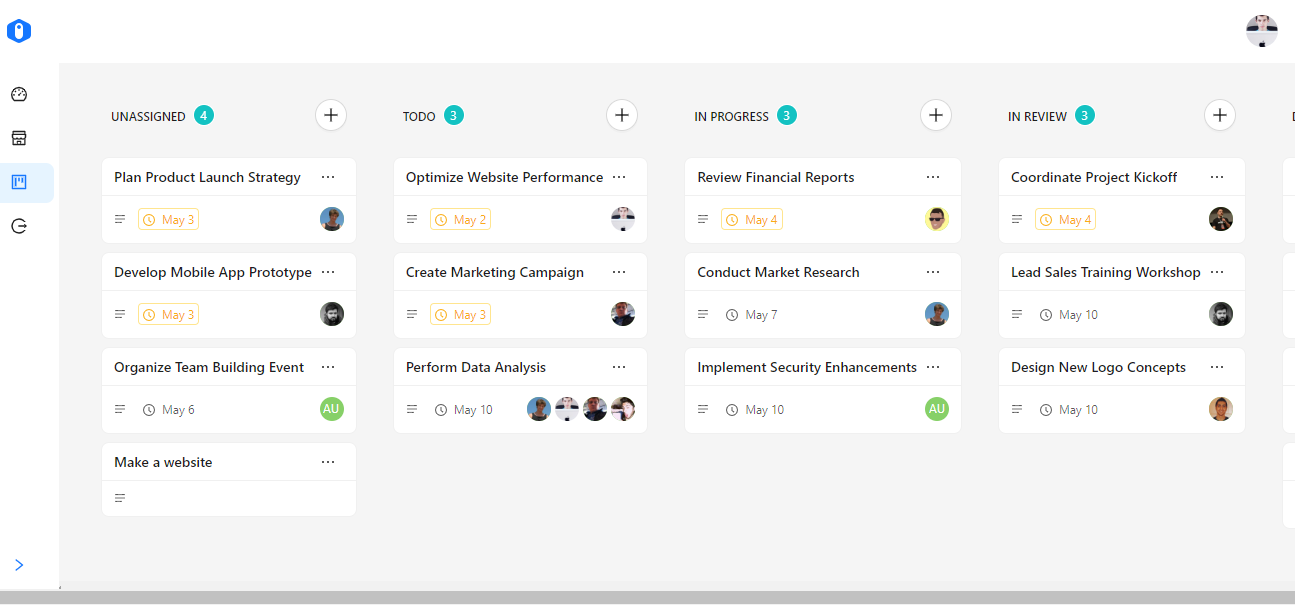 UNASSIGNED 4
Plan Product Launch Strategy
May 3
Develop Mobile App Prototype
May 3
Organize Team Building Event
May 6
AU
Make a website
TODO 3
Optimize Website Performance
May 2
Create Marketing Campaign
May 3
Perform Data Analysis
May 10
IN PROGRESS 3
Review Financial Reports
May 4
Conduct Market Research
May 7
Implement Security Enhancements
May 10
AU
IN REVIEW 3
Coordinate Project Kickoff
May 4
Lead Sales Training Workshop
May 10
Design New Logo Concepts
May 10